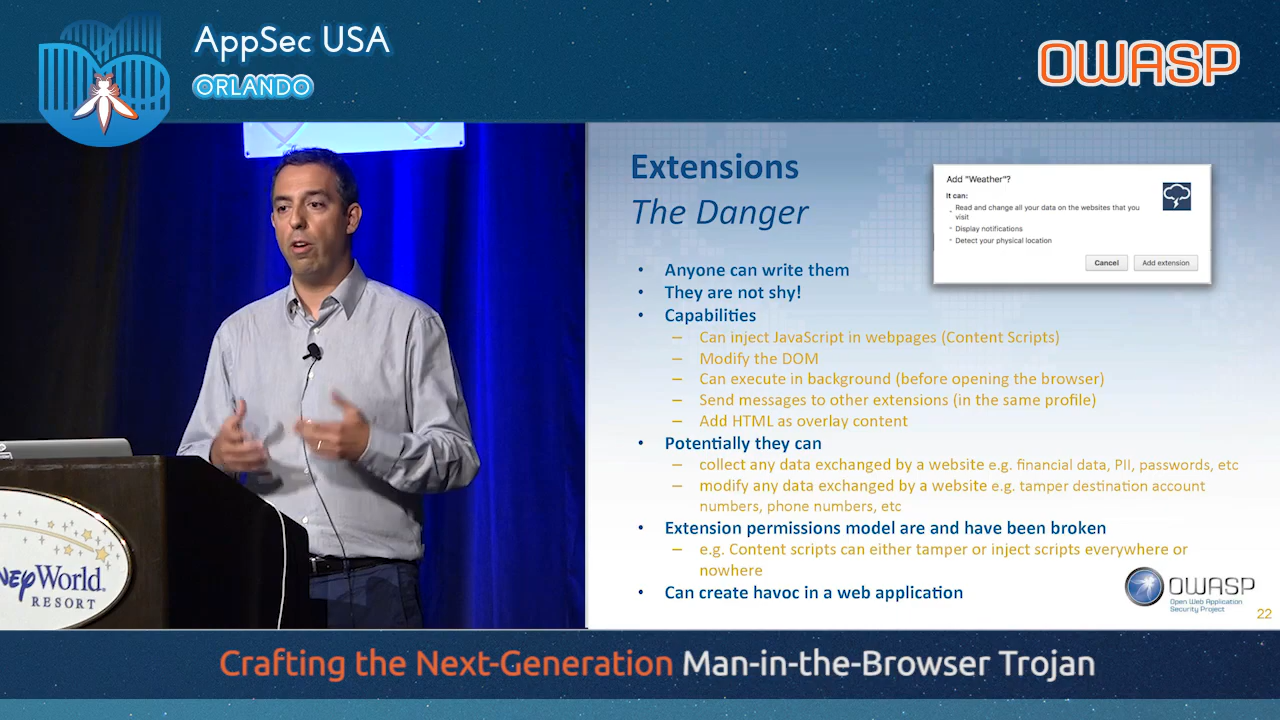 AppSec USA
ORLANDO
OWASP
Extensions
The Danger
Add "Weather"?
It can:
Read and change all your data on the websites that you
visit
Display notifications
Detect your physical location
Cancel
Add extension
• Anyone can write them
• They are not shy!
• Capabilities
– Can inject JavaScript in webpages (Content Scripts)
– Modify the DOM
– Can execute in background (before opening the browser)
– Send messages to other extensions (in the same profile)
– Add HTML as overlay content
• Potentially they can
– collect any data exchanged by a website e.g. financial data, PII, passwords, etc
– modify any data exchanged by a website e.g. tamper destination account
numbers, phone numbers, etc
• Extension permissions model are and have been broken
– e.g. Content scripts can either tamper or inject scripts everywhere or
nowhere
• Can create havoc in a web application
OWASP
Open Web Application
Security Project
22
NEY World
RESORT
Crafting the Next-Generation Man-in-the-Browser Trojan